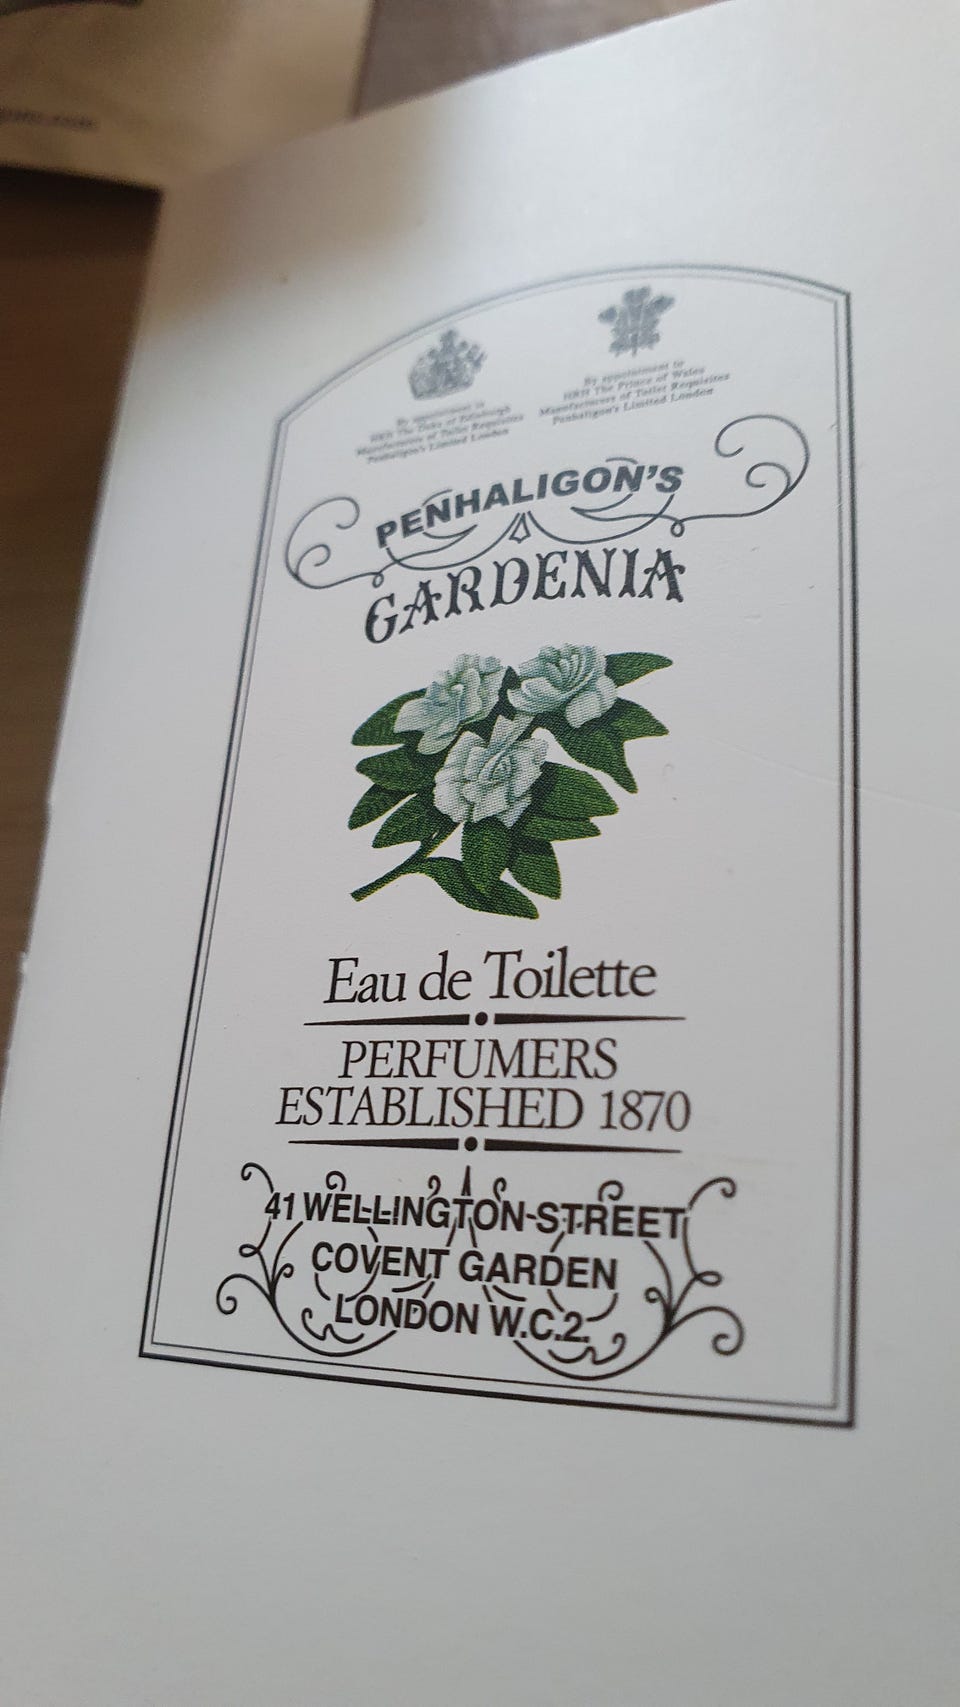 By appointment to
HRH The Duke of Edinburgh
Manufacturers of Toilet Requisites
Penhaligon's Limited London
By appointment to
HRH The Prince of Wales
Manufacturers of Toilet Requisites
Penhaligon's Limited London
PENHALIGON'S
GARDENIA
Eau de Toilette
PERFUMERS
ESTABLISHED 1870
41 WELLINGTON-STREET
COVENT GARDEN
LONDON W.C.2.